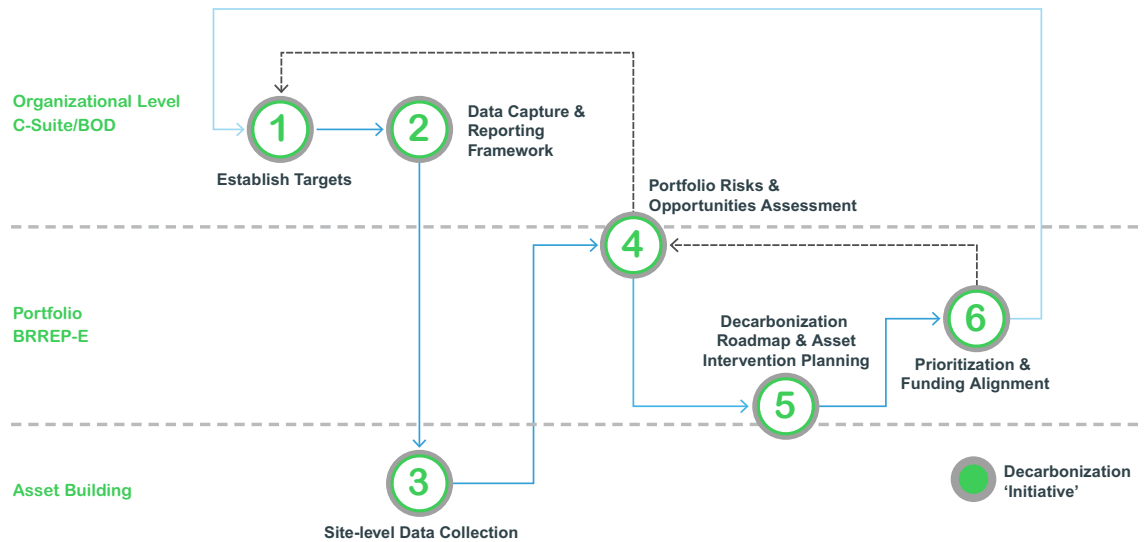 Organizational Level
C-Suite/BOD
1
Establish Targets
2
Data Capture &
Reporting
Framework
Portfolio Risks &
Opportunities Assessment
4
Portfolio
BRREP-E
Decarbonization
Roadmap & Asset
Intervention Planning
5
6
Prioritization &
Funding Alignment
Asset Building
3
Site-level Data Collection
Decarbonization
‘Initiative’